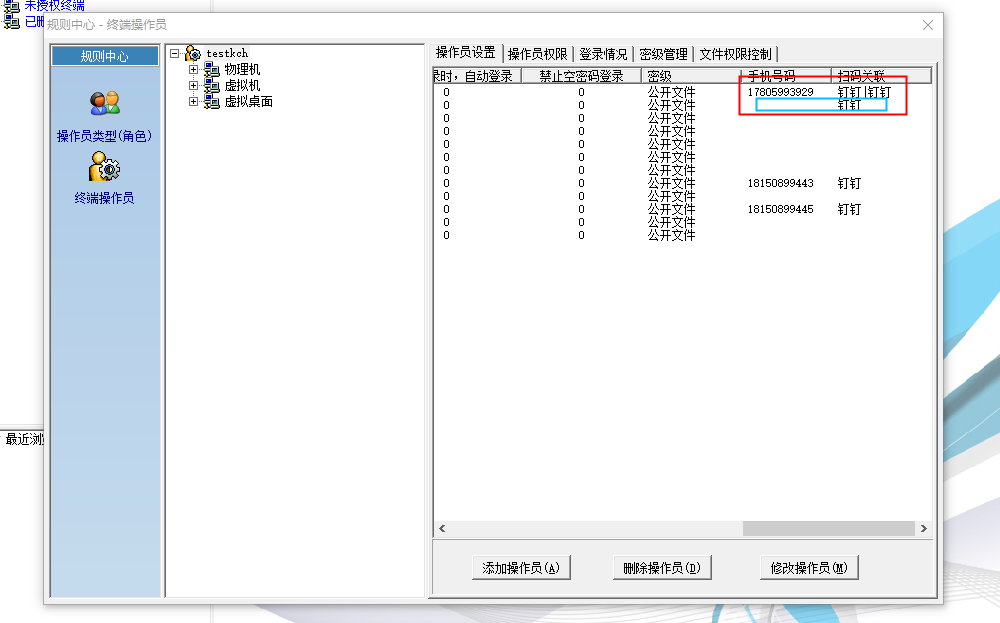 未授权终端
规则中心 - 终端操作员
规则中心
操作员类型(角色)
终端操作员
testkch
物理机
虚拟机
虚拟桌面
操作员设置 操作员权限 登录情况 密级管理 文件权限控制
时，自动登录 禁止空密码登录 密级 手机号码 扫码关联
0 0 公开文件 17805993929 钉钉|钉钉
0 0 公开文件 钉钉
0 0 公开文件
0 0 公开文件
0 0 公开文件
0 0 公开文件
0 0 公开文件
0 0 公开文件 18150899443 钉钉
0 0 公开文件
0 0 公开文件 18150899445 钉钉
0 0 公开文件
0 0 公开文件
最近浏
添加操作员(A) 删除操作员(D) 修改操作员(M)